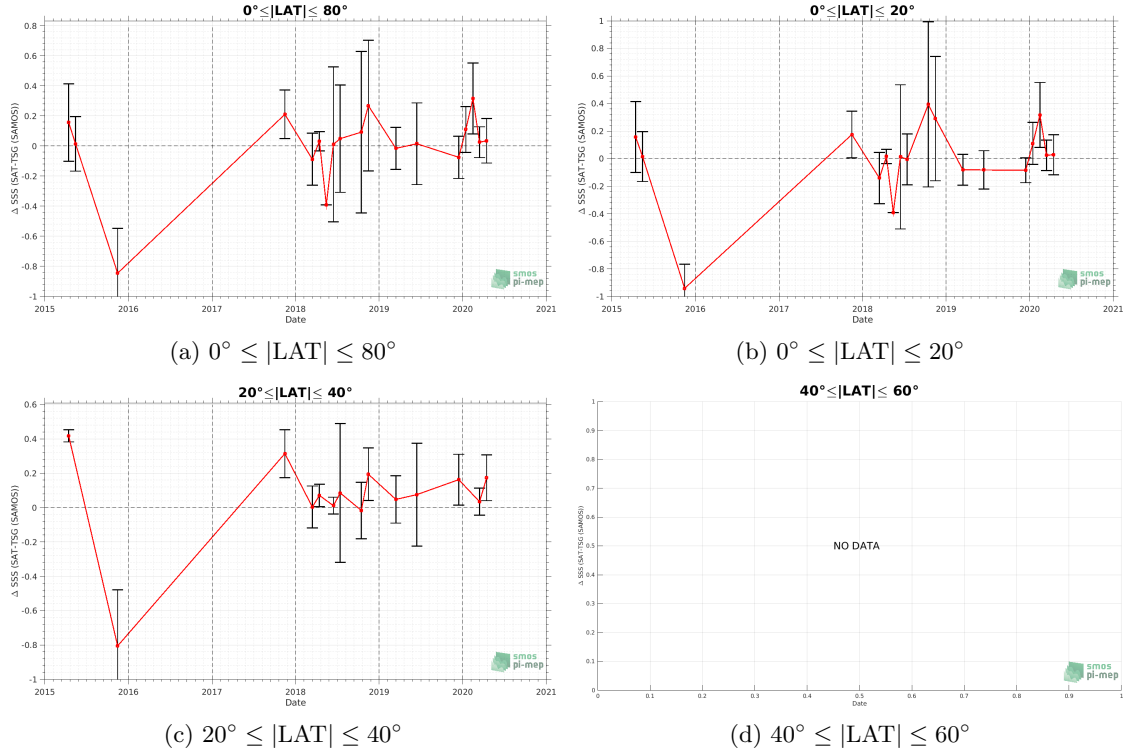 0°≤|LAT|≤ 80°
0.8
0.6
0.4
0.2
0
-0.2
-0.4
-0.6
-0.8
-1
Δ SSS (SAT-TSG (SAMOS))
2015 2016 2017 2018 2019 2020 2021
Date
smos
pi-mep
(a) 0° ≤ |LAT| ≤ 80°
0°≤|LAT|≤ 20°
1
0.8
0.6
0.4
0.2
0
-0.2
-0.4
-0.6
-0.8
-1
Δ SSS (SAT-TSG (SAMOS))
2015 2016 2017 2018 2019 2020 2021
Date
smos
pi-mep
(b) 0° ≤ |LAT| ≤ 20°
20°≤|LAT|≤ 40°
0.6
0.4
0.2
0
-0.2
-0.4
-0.6
-0.8
-1
Δ SSS (SAT-TSG (SAMOS))
2015 2016 2017 2018 2019 2020 2021
Date
smos
pi-mep
(c) 20° ≤ |LAT| ≤ 40°
40°≤|LAT|≤ 60°
1
0.9
0.8
0.7
0.6
0.5
0.4
0.3
0.2
0.1
0
Δ SSS (SAT-TSG (SAMOS))
NO DATA
0 0.1 0.2 0.3 0.4 0.5 0.6 0.7 0.8 0.9 1
Date
smos
pi-mep
(d) 40° ≤ |LAT| ≤ 60°